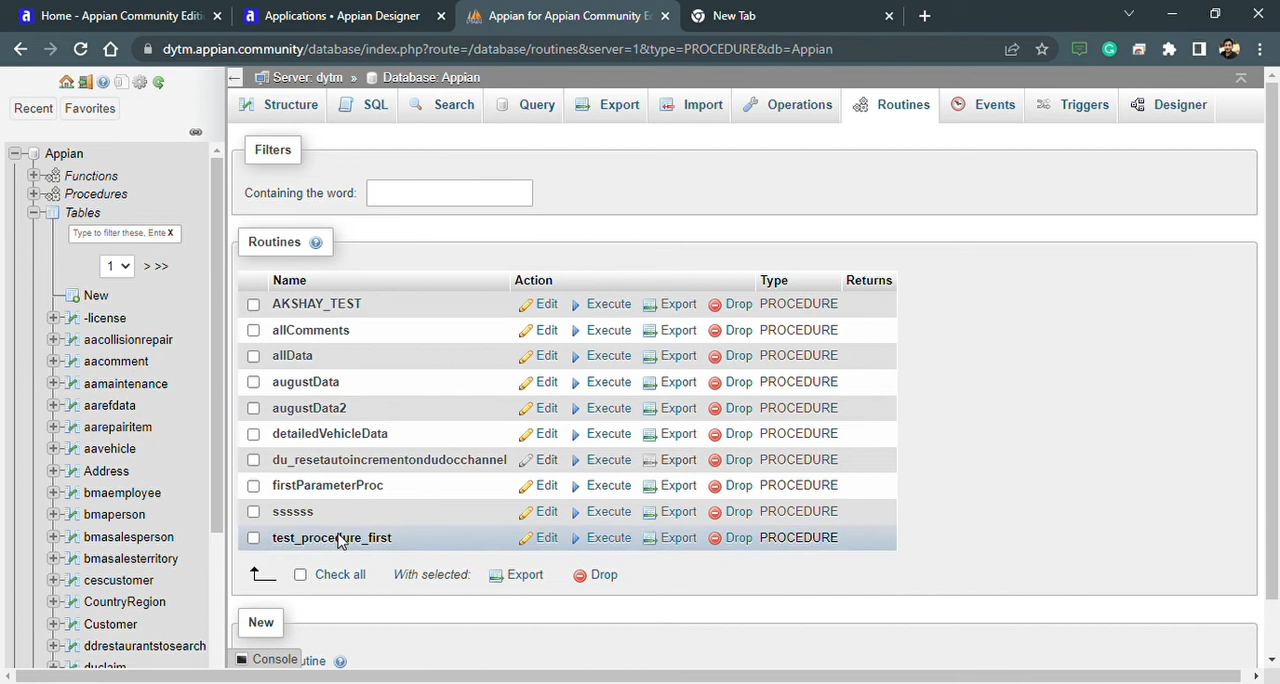 Home - Appian Community Editi
Applications • Appian Designer
Appian for Appian Community E
New Tab
dytm.appian.community/database/index.php?route=/database/routines&server=1&type=PROCEDURE&db=Appian
Recent Favorites
Appian
Functions
Procedures
Tables
Type to filter these, Ente X
1 > >>
New
-license
aacollisionrepair
aacomment
aamaintenance
aarefdata
aarepairitem
aavehicle
Address
bmaemployee
bmaperson
bmasalesperson
bmasalesterritory
cescustomer
CountryRegion
Customer
ddrestaurantstosearch
duclaim
Server: dytm » Database: Appian
Structure SQL Search Query Export Import Operations Routines Events Triggers Designer
Filters
Containing the word:
Routines
Name Action Type Returns
AKSHAY_TEST Edit Execute Export Drop PROCEDURE
allComments Edit Execute Export Drop PROCEDURE
allData Edit Execute Export Drop PROCEDURE
augustData Edit Execute Export Drop PROCEDURE
augustData2 Edit Execute Export Drop PROCEDURE
detailedVehicleData Edit Execute Export Drop PROCEDURE
du_resetautoincrementondudocchannel Edit Execute Export Drop PROCEDURE
firstParameterProc Edit Execute Export Drop PROCEDURE
ssssss Edit Execute Export Drop PROCEDURE
test_procedure_first Edit Execute Export Drop PROCEDURE
Check all With selected: Export Drop
New
Console utine